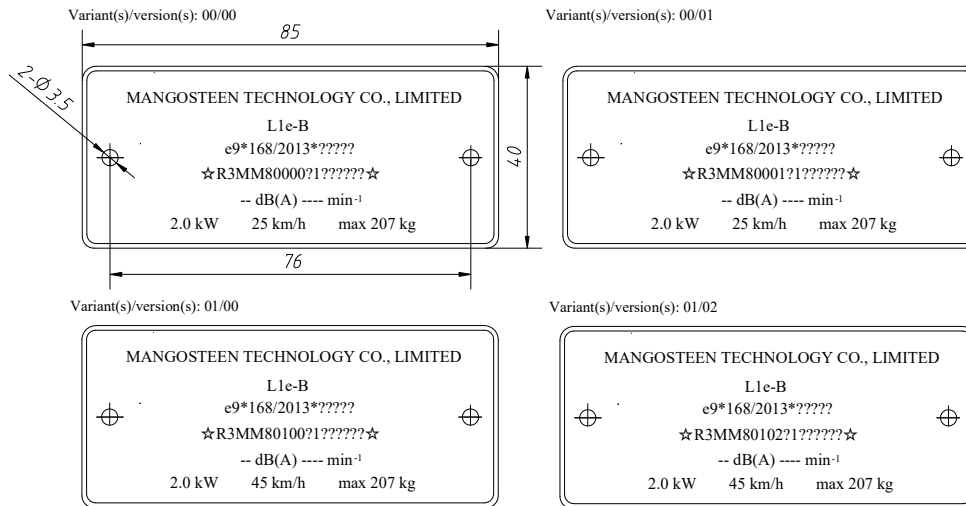 Variant(s)/version(s): 00/00
85
2-Ø3.5
MANGOSTEEN TECHNOLOGY CO., LIMITED
L1e-B
e9*168/2013*?????
☆R3MM80000?1??????☆
-- dB(A) ---- min⁻¹
2.0 kW 25 km/h max 207 kg
40
76
Variant(s)/version(s): 00/01
MANGOSTEEN TECHNOLOGY CO., LIMITED
L1e-B
e9*168/2013*?????
☆R3MM80001?1??????☆
-- dB(A) ---- min⁻¹
2.0 kW 25 km/h max 207 kg
Variant(s)/version(s): 01/00
MANGOSTEEN TECHNOLOGY CO., LIMITED
L1e-B
e9*168/2013*?????
☆R3MM80100?1??????☆
-- dB(A) ---- min⁻¹
2.0 kW 45 km/h max 207 kg
Variant(s)/version(s): 01/02
MANGOSTEEN TECHNOLOGY CO., LIMITED
L1e-B
e9*168/2013*?????
☆R3MM80102?1??????☆
-- dB(A) ---- min⁻¹
2.0 kW 45 km/h max 207 kg